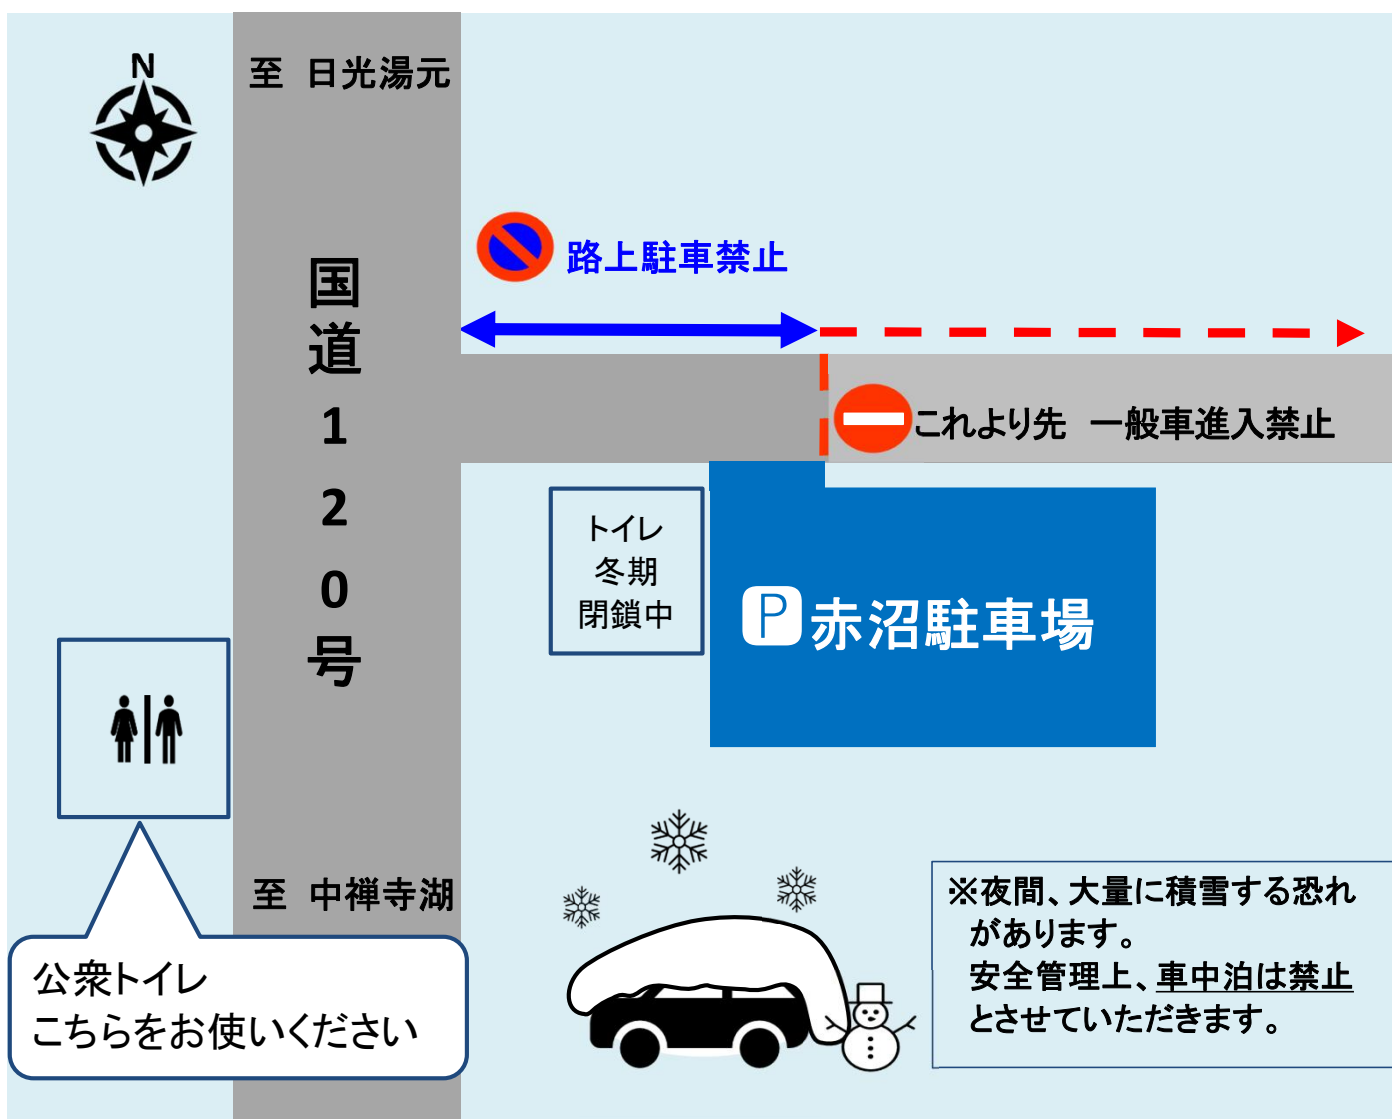 N
至 日光湯元
路上駐車禁止
国道120号
これより先 一般車進入禁止
トイレ
冬期
閉鎖中
P赤沼駐車場
至 中禅寺湖
公衆トイレ
こちらをお使いください
※夜間、大量に積雪する恐れ
があります。
安全管理上、車中泊は禁止
とさせていただきます。